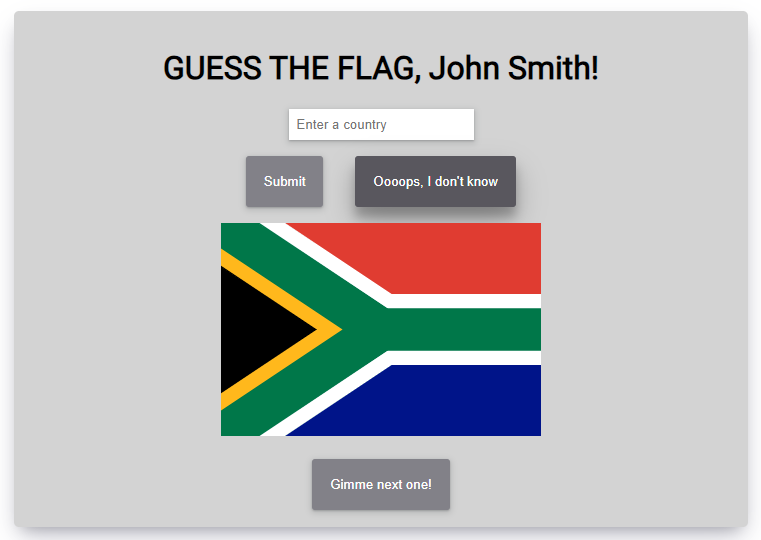 GUESS THE FLAG, John Smith!
Enter a country
Submit
Oooops, I don't know
Gimme next one!